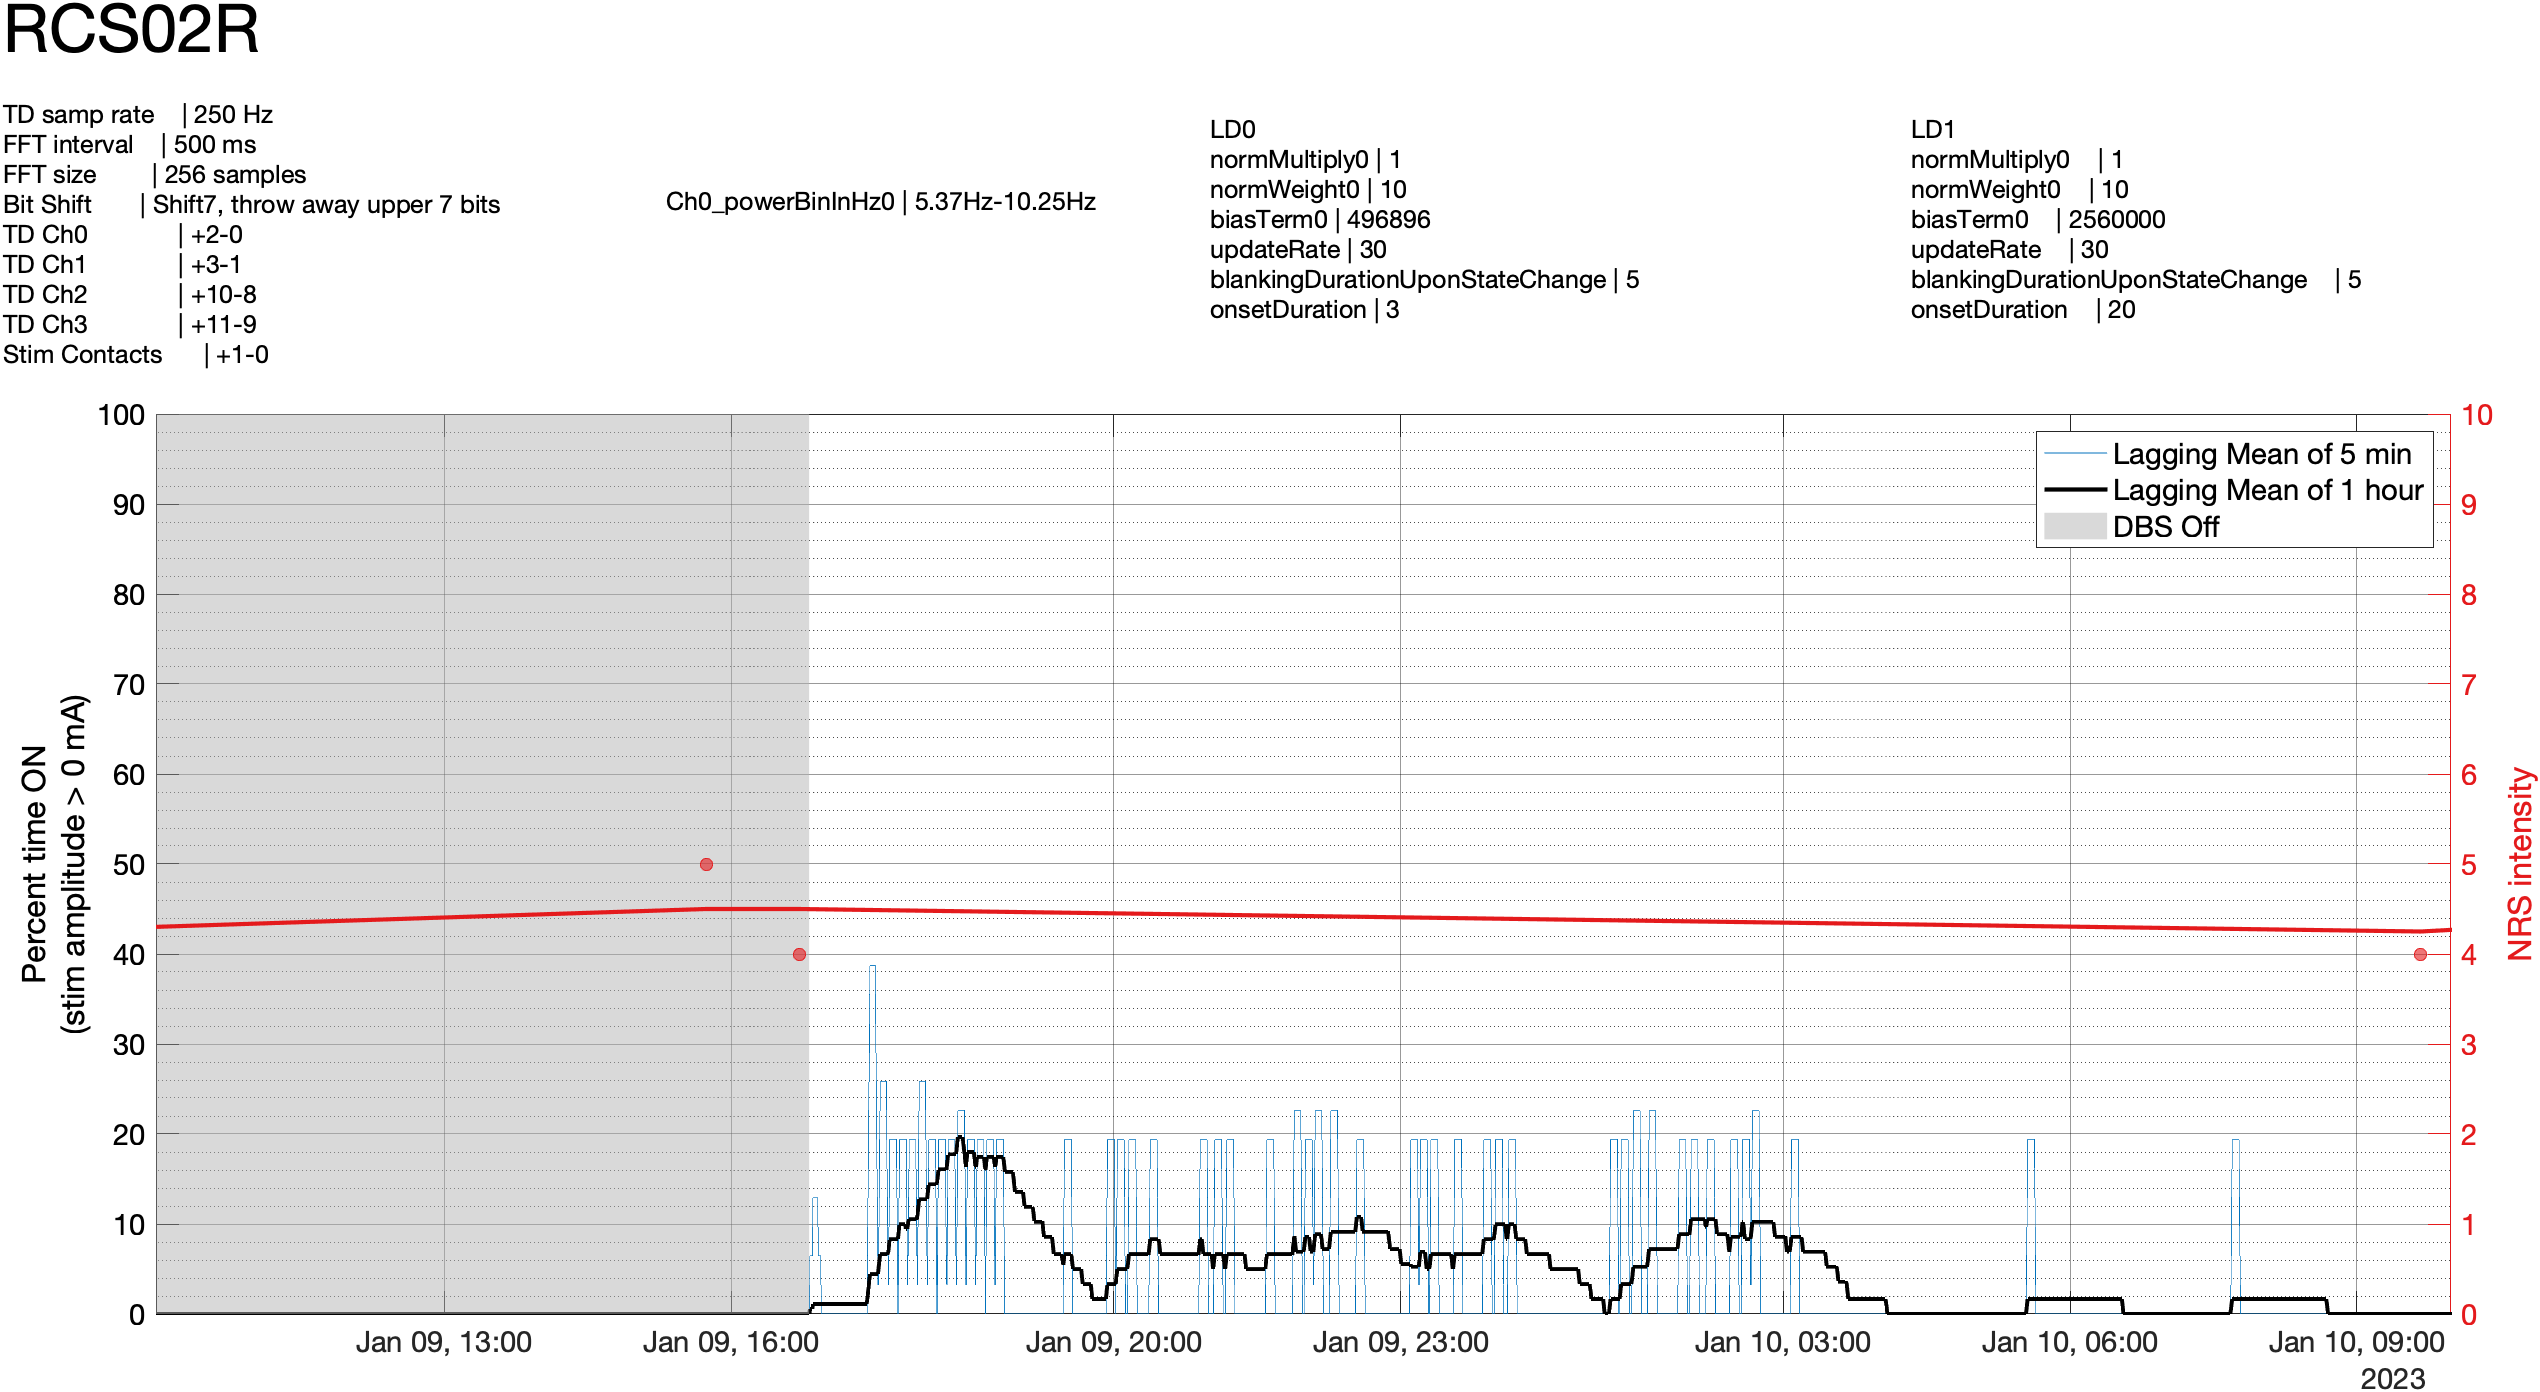 RCS02R
TD samp rate | 250 Hz
FFT interval | 500 ms
FFT size | 256 samples
Bit Shift | Shift7, throw away upper 7 bits
TD Ch0 | +2-0
TD Ch1 | +3-1
TD Ch2 | +10-8
TD Ch3 | +11-9
Stim Contacts | +1-0
Ch0_powerBinInHz0 | 5.37Hz-10.25Hz
LD0
normMultiply0 | 1
normWeight0 | 10
biasTerm0 | 496896
updateRate | 30
blankingDurationUponStateChange | 5
onsetDuration | 3
LD1
normMultiply0 | 1
normWeight0 | 10
biasTerm0 | 2560000
updateRate | 30
blankingDurationUponStateChange | 5
onsetDuration | 20
Percent time ON
(stim amplitude > 0 mA)
100
90
80
70
60
50
40
30
20
10
0
Lagging Mean of 5 min
Lagging Mean of 1 hour
DBS Off
10
9
8
7
6
5
4
3
2
1
0
NRS intensity
Jan 09, 13:00
Jan 09, 16:00
Jan 09, 20:00
Jan 09, 23:00
Jan 10, 03:00
Jan 10, 06:00
Jan 10, 09:00
2023